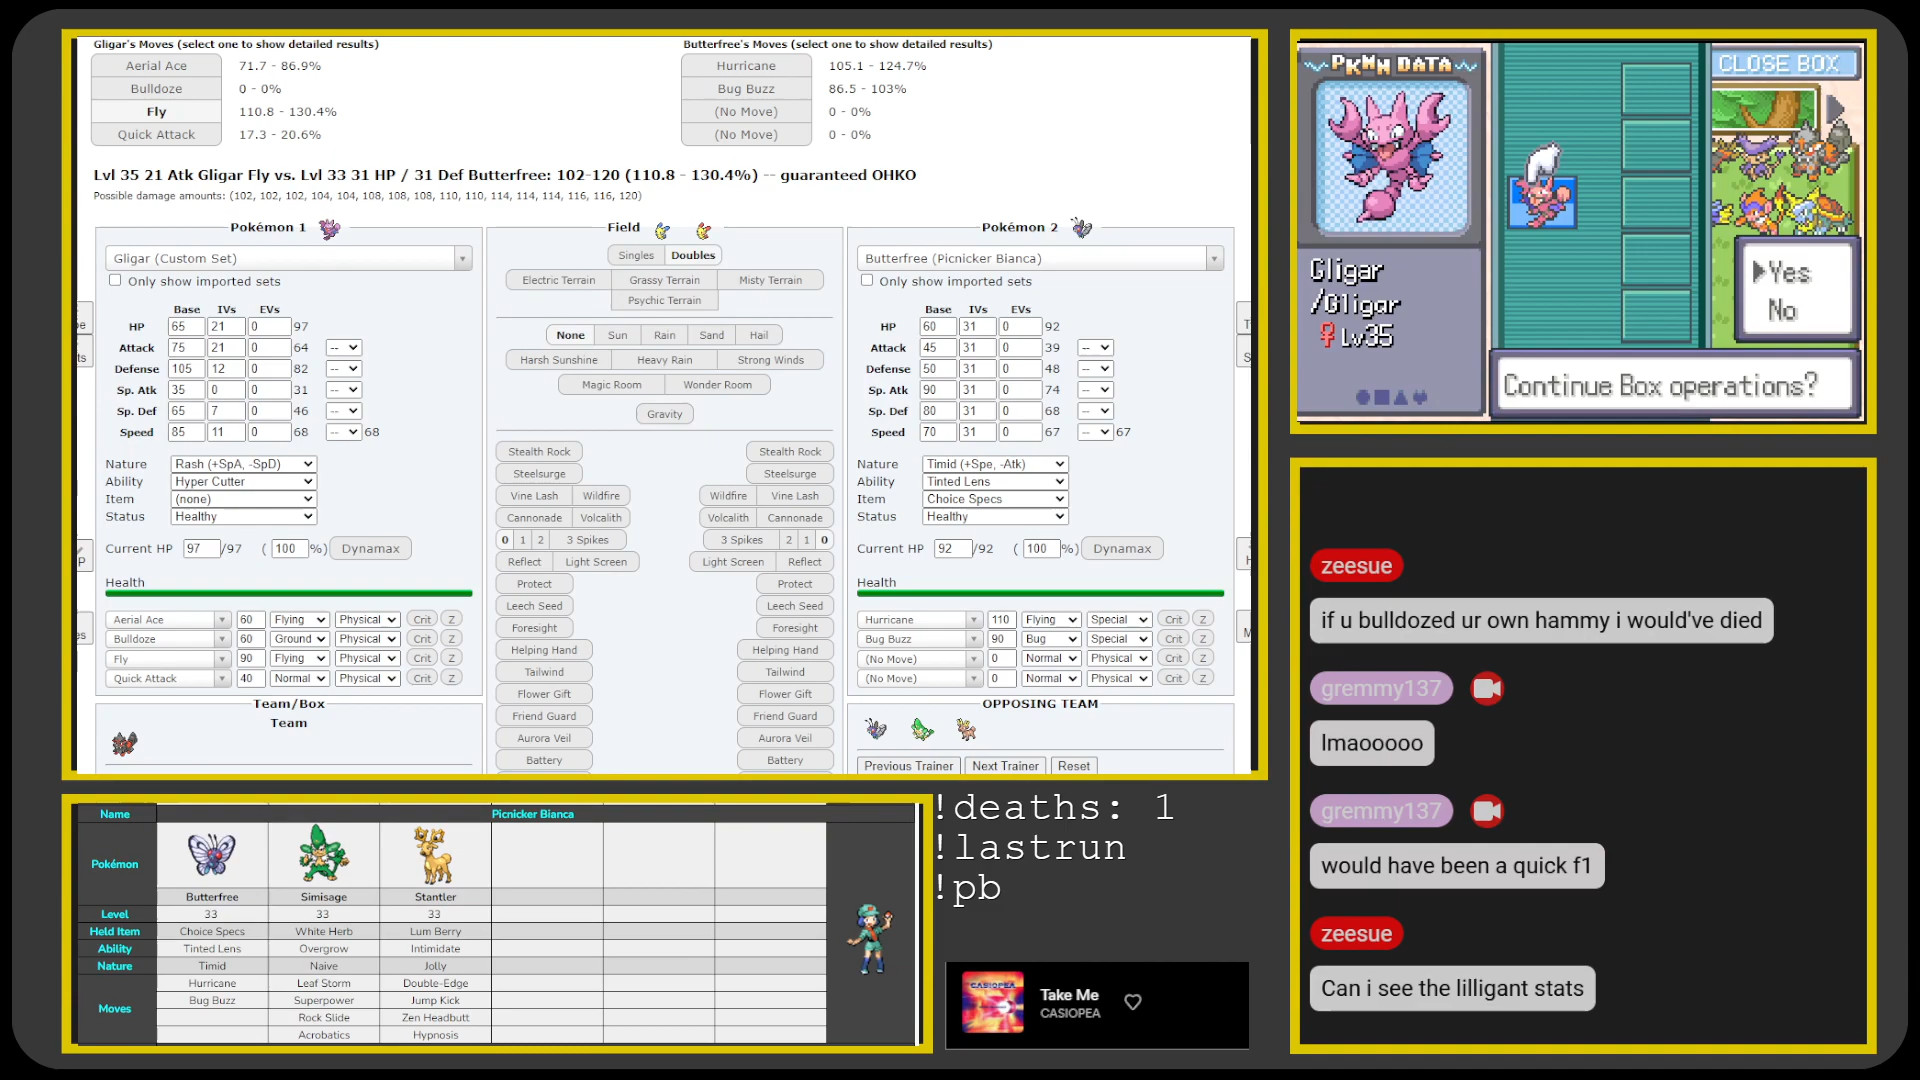 Gligar's Moves (select one to show detailed results)
Aerial Ace 71.7 - 86.9%
Bulldoze 0 - 0%
Fly 110.8 - 130.4%
Quick Attack 17.3 - 20.6%
Butterfree's Moves (select one to show detailed results)
Hurricane 105.1 - 124.7%
Bug Buzz 86.5 - 103%
(No Move) 0 - 0%
(No Move) 0 - 0%
Lvl 35 21 Atk Gligar Fly vs. Lvl 33 31 HP / 31 Def Butterfree: 102-120 (110.8 - 130.4%) -- guaranteed OHKO
Possible damage amounts: (102, 102, 102, 104, 104, 108, 108, 108, 110, 110, 114, 114, 114, 116, 116, 120)
Pokémon 1
Gligar (Custom Set)
Only show imported sets
Base IVs EVs
HP 65 21 0 97
Attack 75 21 0 64 --
Defense 105 12 0 82 --
Sp. Atk 35 0 0 31 --
Sp. Def 65 7 0 46 --
Speed 85 11 0 68 -- 68
Nature Rash (+SpA, -SpD)
Ability Hyper Cutter
Item (none)
Status Healthy
Current HP 97 /97 ( 100 %) Dynamax
Health
Aerial Ace 60 Flying Physical Crit Z
Bulldoze 60 Ground Physical Crit Z
Fly 90 Flying Physical Crit Z
Quick Attack 40 Normal Physical Crit Z
Team/Box
Team
Field
Singles Doubles
Electric Terrain Grassy Terrain Misty Terrain
Psychic Terrain
None Sun Rain Sand Hail
Harsh Sunshine Heavy Rain Strong Winds
Magic Room Wonder Room
Gravity
Stealth Rock Stealth Rock
Steelsurge Steelsurge
Vine Lash Wildfire Wildfire Vine Lash
Cannonade Volcalith Volcalith Cannonade
0 1 2 3 Spikes 3 Spikes 2 1 0
Reflect Light Screen Light Screen Reflect
Protect Protect
Leech Seed Leech Seed
Foresight Foresight
Helping Hand Helping Hand
Tailwind Tailwind
Flower Gift Flower Gift
Friend Guard Friend Guard
Aurora Veil Aurora Veil
Battery Battery
Pokémon 2
Butterfree (Picnicker Bianca)
Only show imported sets
Base IVs EVs
HP 60 31 0 92
Attack 45 31 0 39 --
Defense 50 31 0 48 --
Sp. Atk 90 31 0 74 --
Sp. Def 80 31 0 68 --
Speed 70 31 0 67 -- 67
Nature Timid (+Spe, -Atk)
Ability Tinted Lens
Item Choice Specs
Status Healthy
Current HP 92 /92 ( 100 %) Dynamax
Health
Hurricane 110 Flying Special Crit Z
Bug Buzz 90 Bug Special Crit Z
(No Move) 0 Normal Physical Crit Z
(No Move) 0 Normal Physical Crit Z
OPPOSING TEAM
Previous Trainer Next Trainer Reset
PKMN DATA
Gligar
/Gligar
♀ Lv35
CLOSE BOX
Yes
No
Continue Box operations?
zeesue
if u bulldozed ur own hammy i would've died
gremmy137
lmaooooo
gremmy137
would have been a quick f1
zeesue
Can i see the lilligant stats
Name Picnicker Bianca
Pokémon
Butterfree Simisage Stantler
Level 33 33 33
Held Item Choice Specs White Herb Lum Berry
Ability Tinted Lens Overgrow Intimidate
Nature Timid Naive Jolly
Moves
Hurricane Leaf Storm Double-Edge
Bug Buzz Superpower Jump Kick
Rock Slide Zen Headbutt
Acrobatics Hypnosis
!deaths: 1
!lastrun
!pb
CASIOPEA
Take Me
CASIOPEA